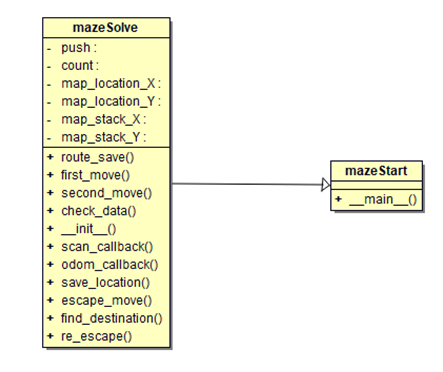 mazeSolve
- push :
- count :
- map_location_X :
- map_location_Y :
- map_stack_X :
- map_stack_Y :
+ route_save()
+ first_move()
+ second_move()
+ check_data()
+ __init__()
+ scan_callback()
+ odom_callback()
+ save_location()
+ escape_move()
+ find_destination()
+ re_escape()
mazeStart
+ __main__()